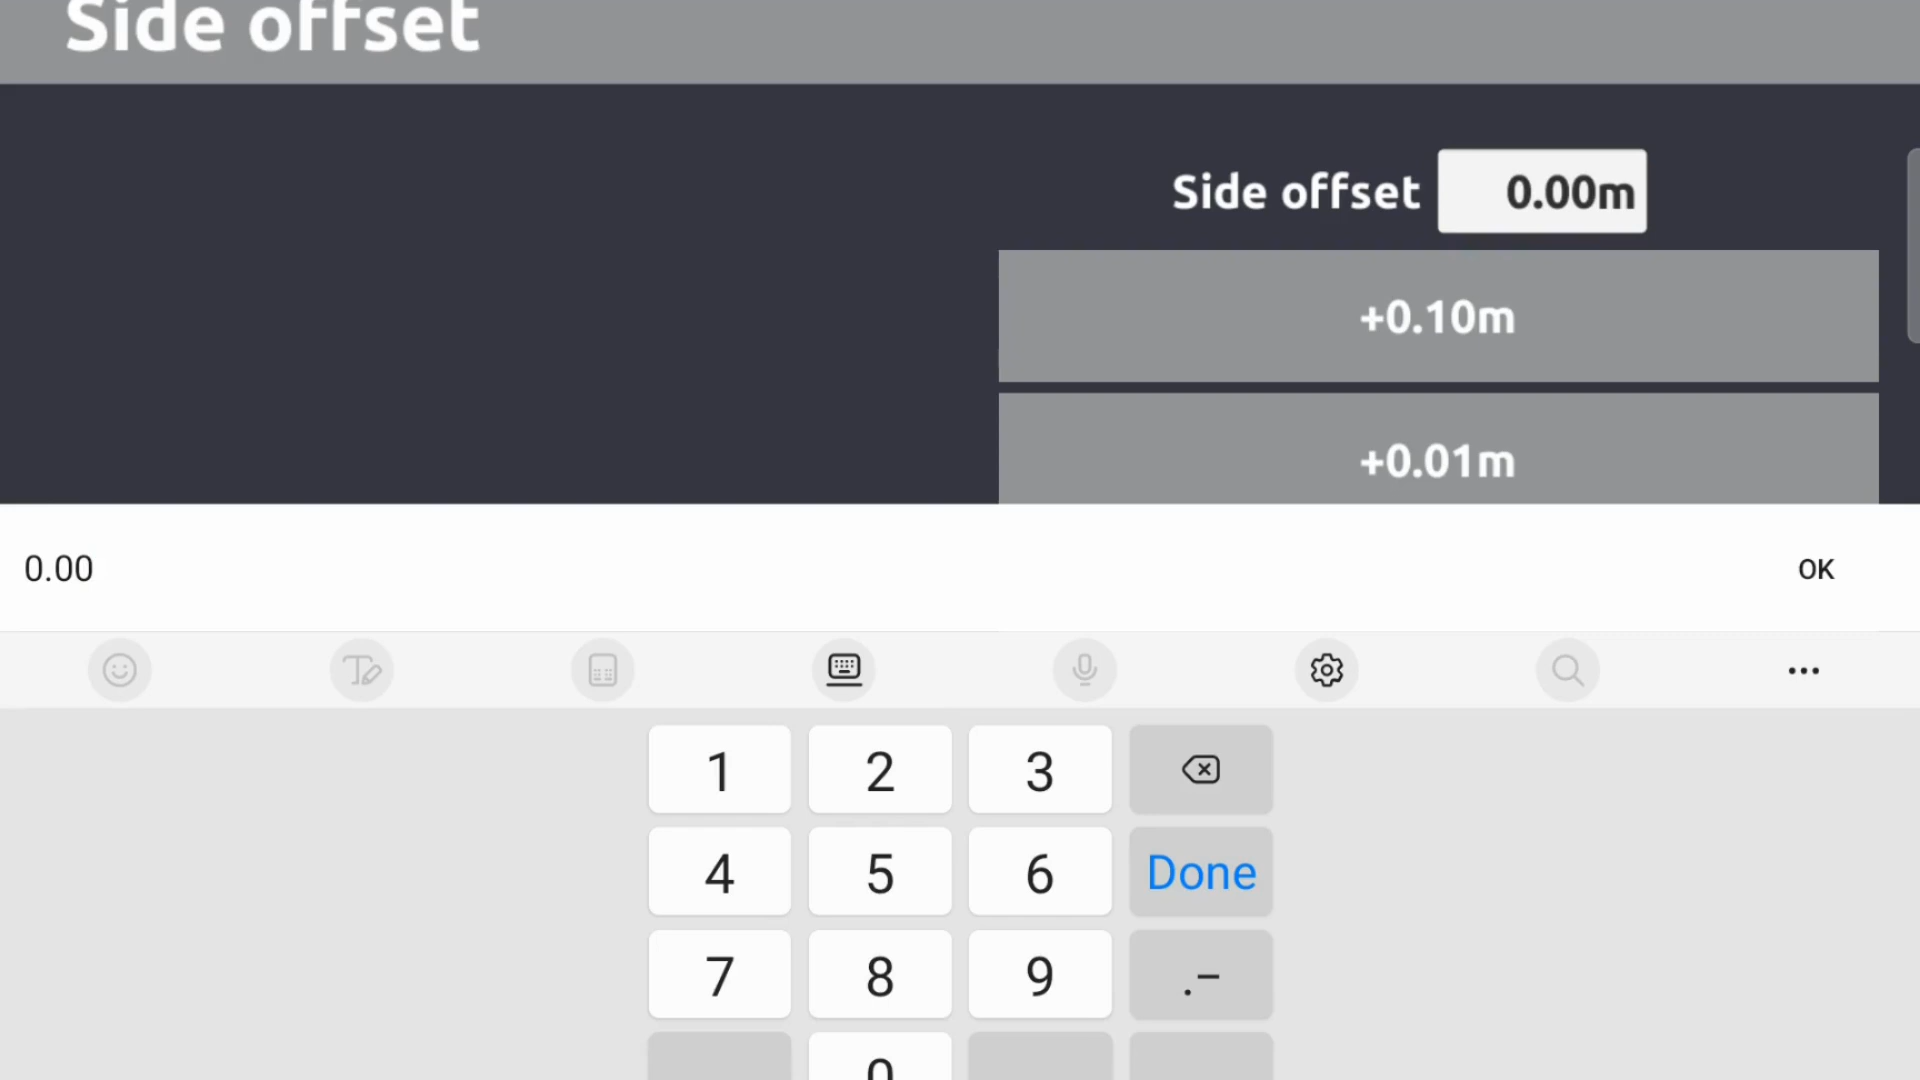 Side offset
Side offset 0.00m
+0.10m
+0.01m
0.00 OK
1 2 3
4 5 6 Done
7 8 9 .–
0